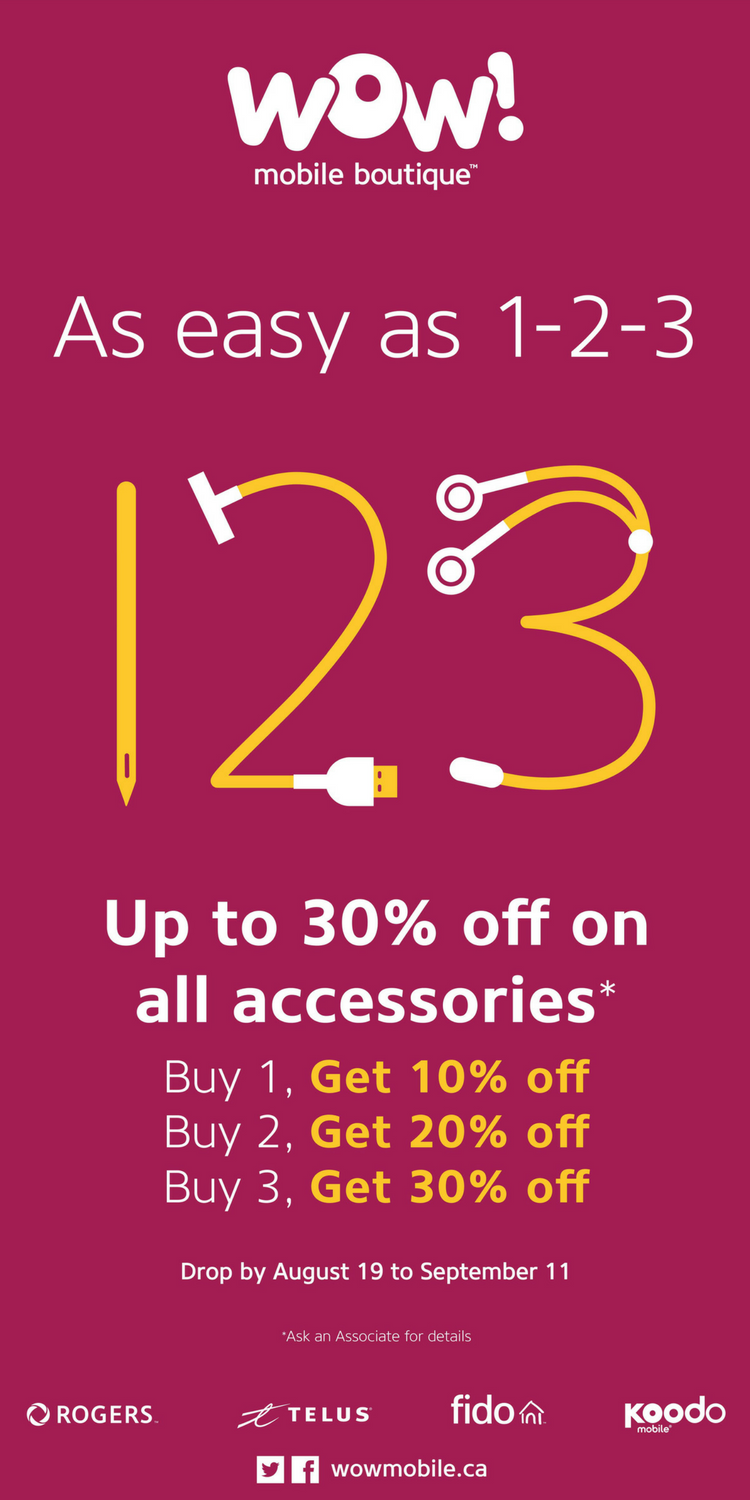 WOW!
mobile boutique™
As easy as 1-2-3
123
Up to 30% off on
all accessories*
Buy 1, Get 10% off
Buy 2, Get 20% off
Buy 3, Get 30% off
Drop by August 19 to September 11
*Ask an Associate for details
ROGERS™ TELUS® fido™ koodo mobile®
wowmobile.ca